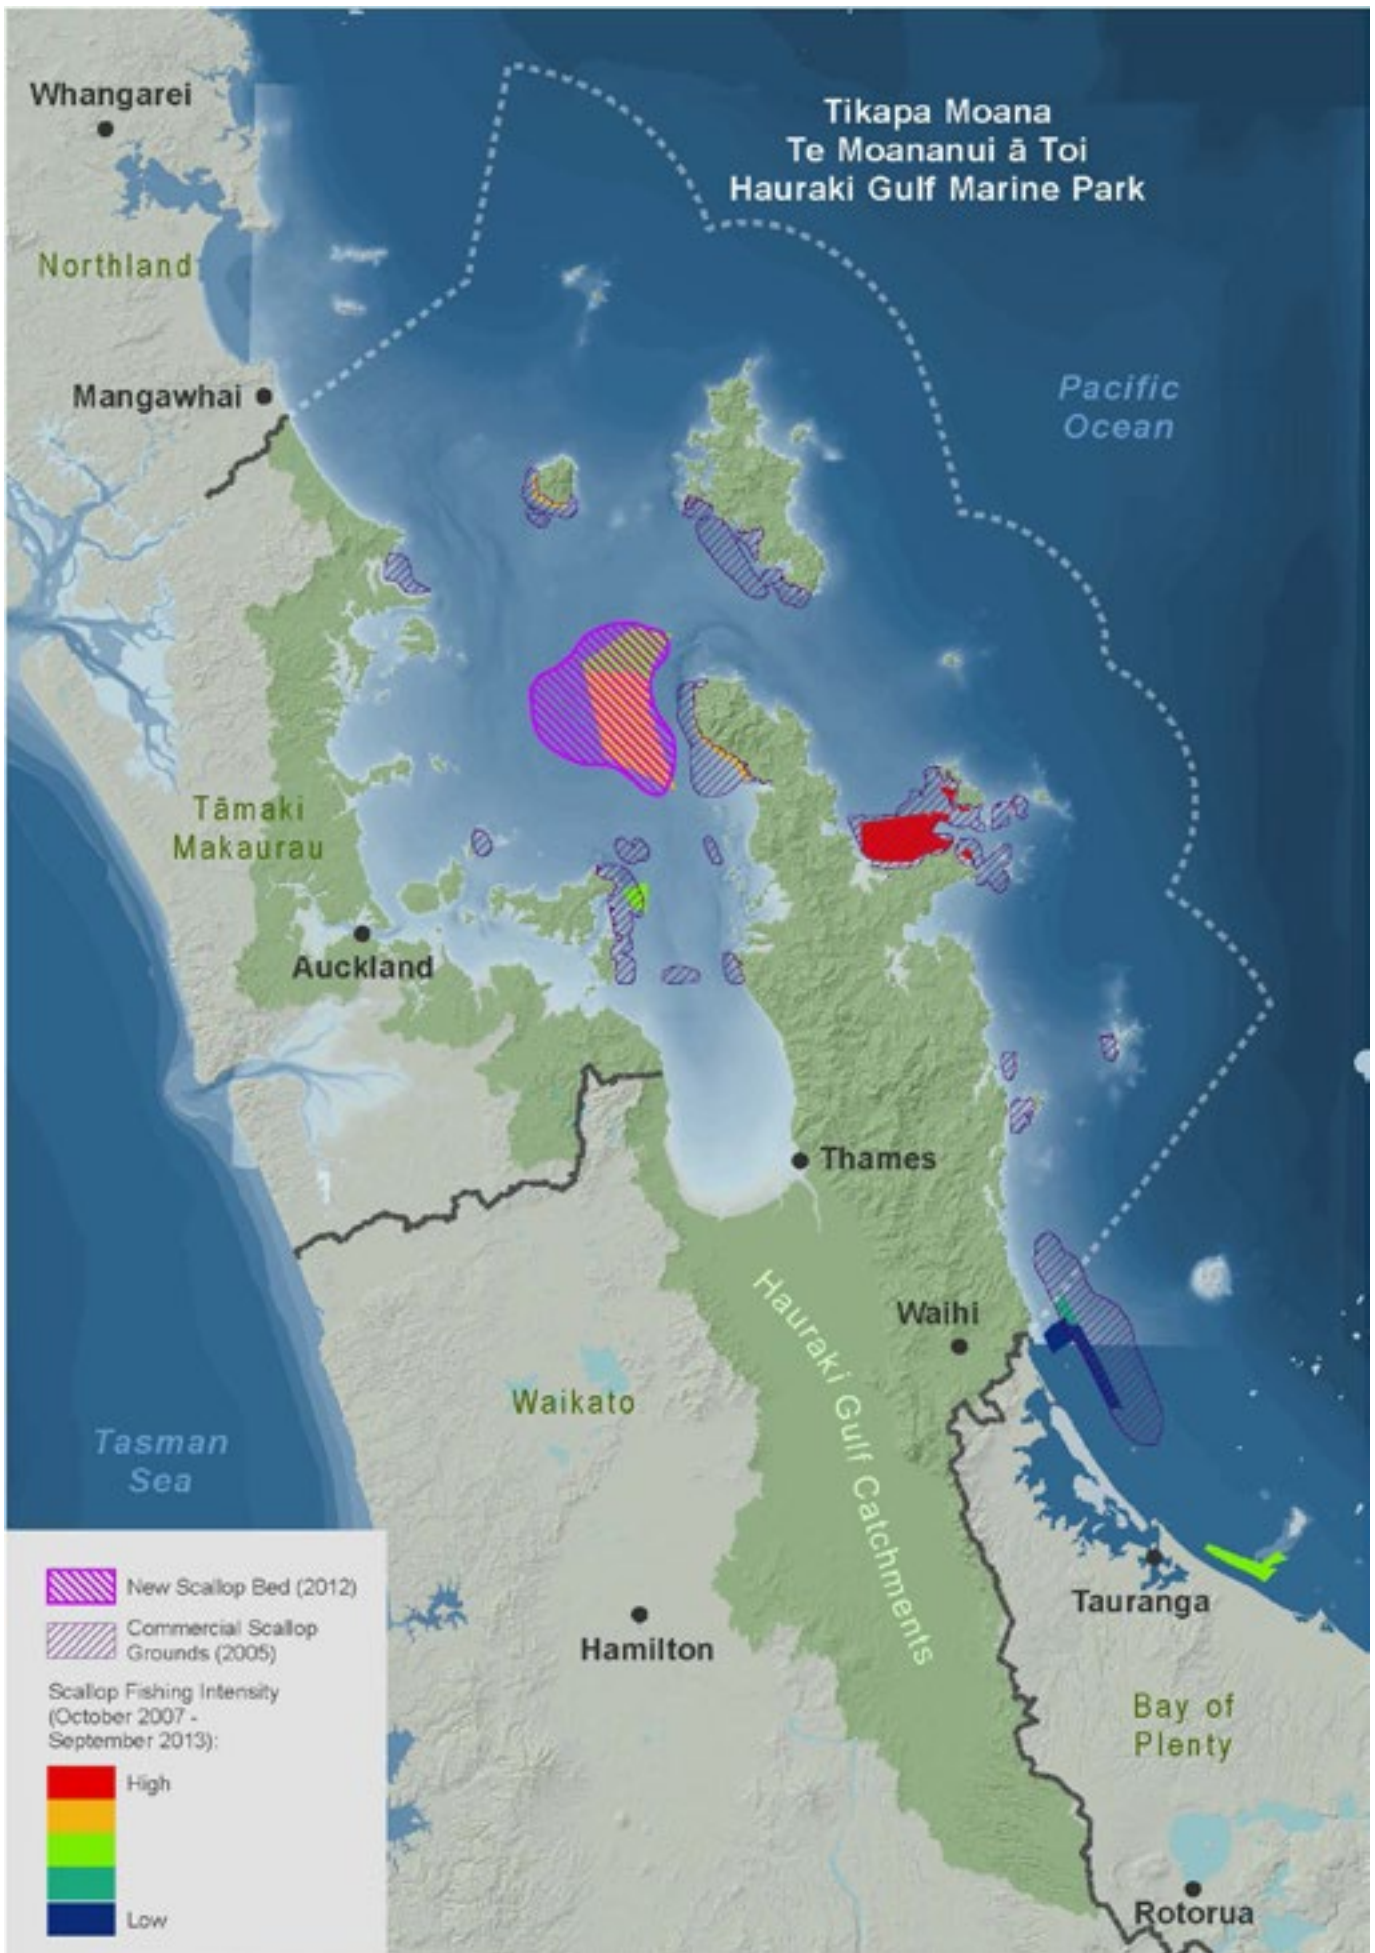 Whangarei
Tikapa Moana
Te Moananui ā Toi
Hauraki Gulf Marine Park
Northland
Mangawhai
Pacific
Ocean
Tāmaki
Makaurau
Auckland
Thames
Waihi
Hauraki Gulf Catchments
Waikato
Tasman
Sea
Hamilton
Tauranga
Bay of
Plenty
Rotorua
New Scallop Bed (2012)
Commercial Scallop
Grounds (2005)
Scallop Fishing Intensity
(October 2007 -
September 2013):
High
Low